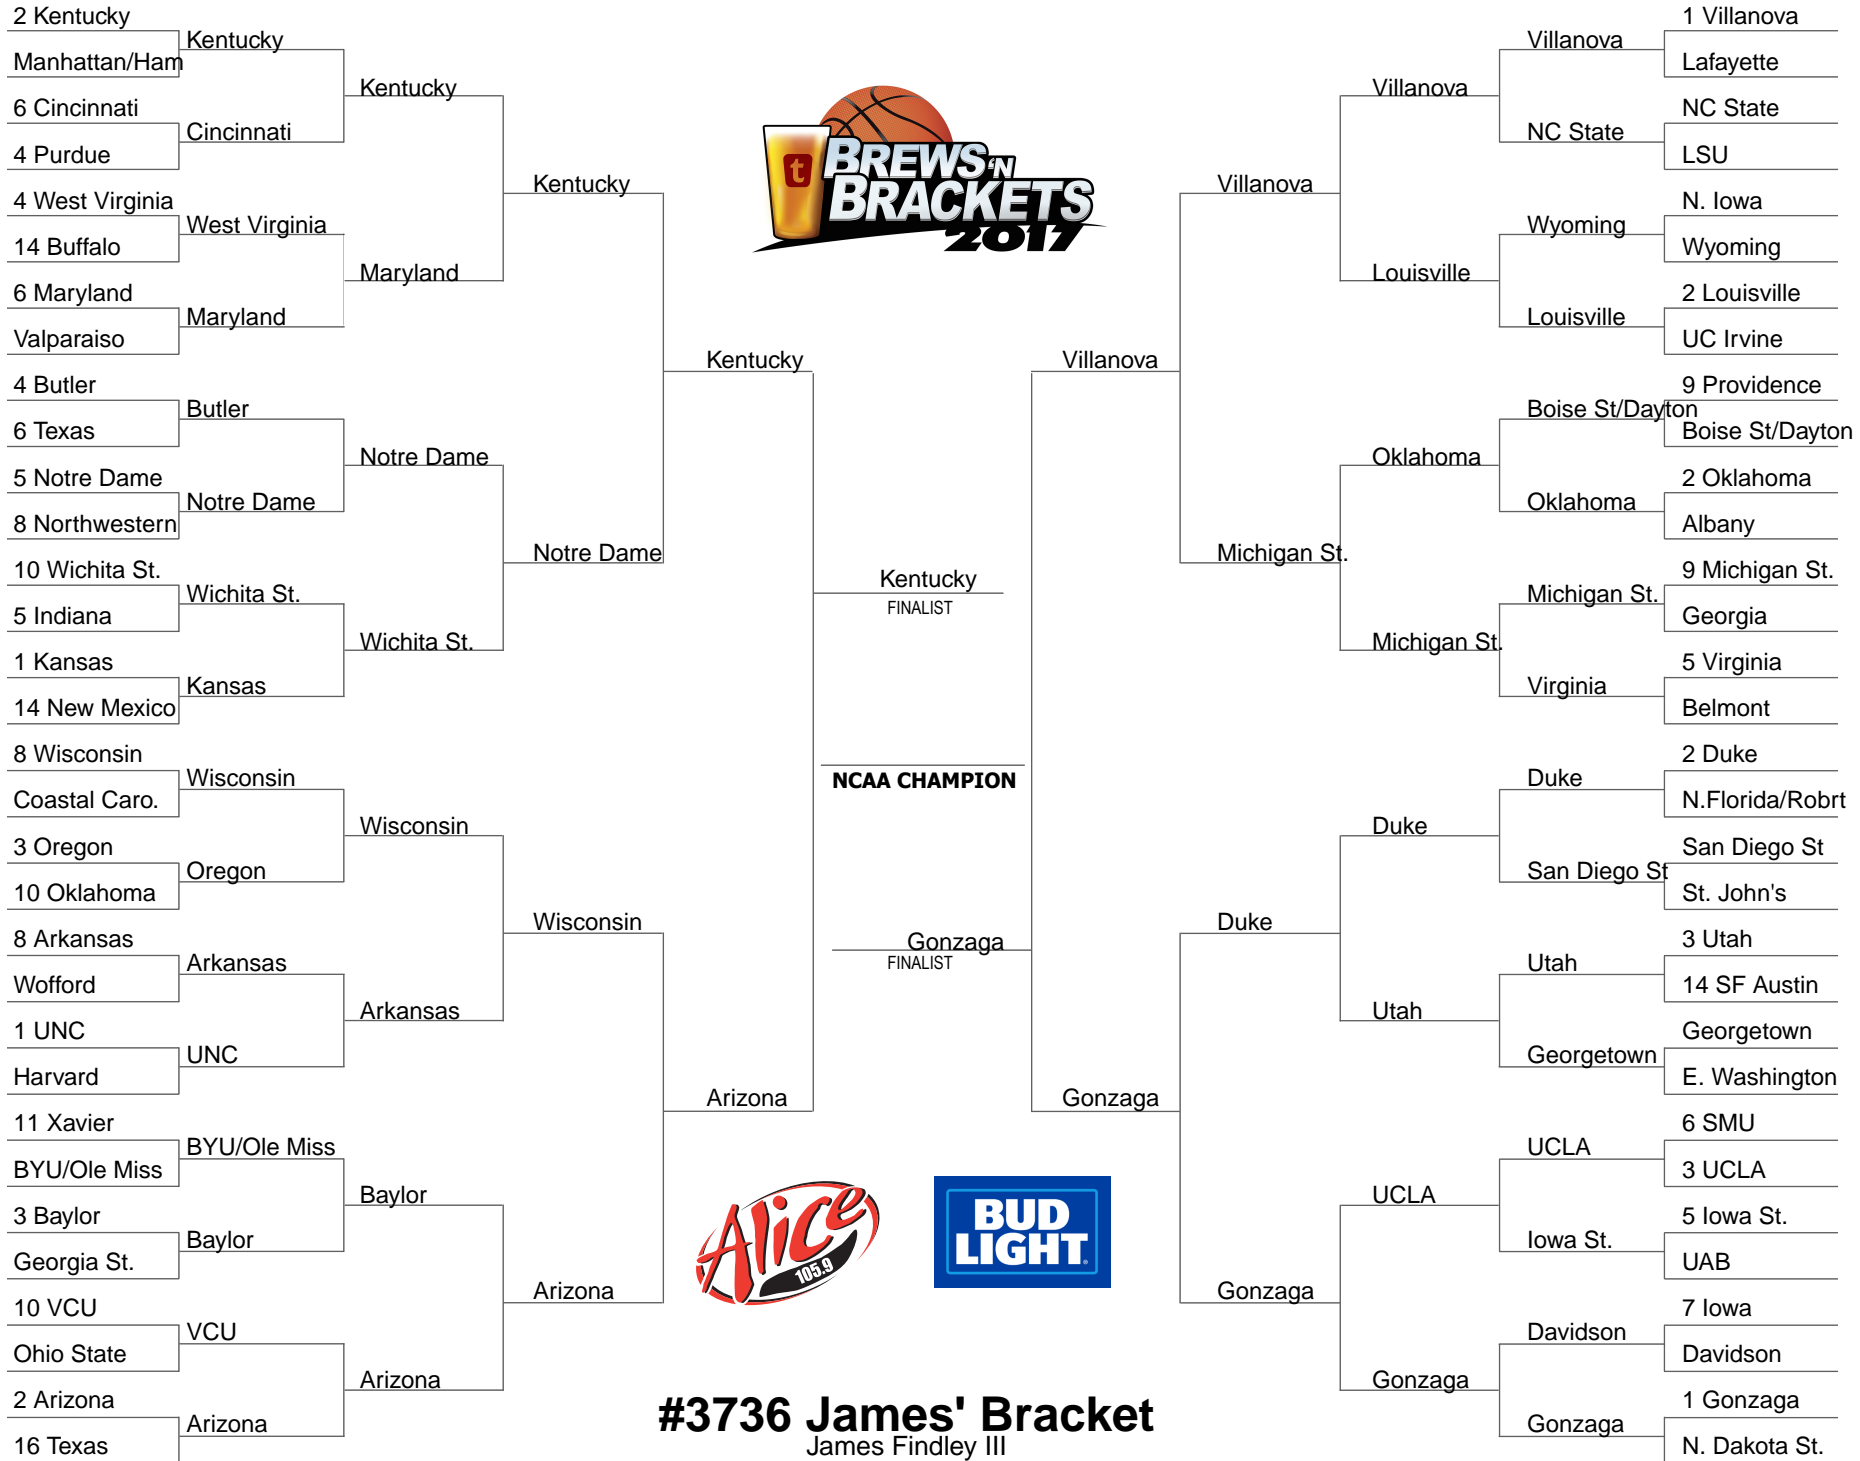 2 Kentucky
Manhattan/Ham
6 Cincinnati
4 Purdue
4 West Virginia
14 Buffalo
6 Maryland
Valparaiso
4 Butler
6 Texas
5 Notre Dame
8 Northwestern
10 Wichita St.
5 Indiana
1 Kansas
14 New Mexico
8 Wisconsin
Coastal Caro.
3 Oregon
10 Oklahoma
8 Arkansas
Wofford
1 UNC
Harvard
11 Xavier
BYU/Ole Miss
3 Baylor
Georgia St.
10 VCU
Ohio State
2 Arizona
16 Texas
Kentucky
Cincinnati
West Virginia
Maryland
Butler
Notre Dame
Wichita St.
Kansas
Wisconsin
Oregon
Arkansas
UNC
BYU/Ole Miss
Baylor
VCU
Arizona
Kentucky
Maryland
Notre Dame
Wichita St.
Wisconsin
Arkansas
Baylor
Arizona
Kentucky
Notre Dame
Wisconsin
Arizona
Kentucky
Arizona
t
BREWS 'N
BRACKETS
2017
Kentucky
FINALIST
NCAA CHAMPION
Gonzaga
FINALIST
Alice
105.9
BUD
LIGHT
#3736 James' Bracket
James Findley III
Villanova
Gonzaga
Villanova
Michigan St.
Duke
Gonzaga
Villanova
Louisville
Oklahoma
Michigan St.
Duke
Utah
UCLA
Gonzaga
Villanova
NC State
Wyoming
Louisville
Boise St/Dayton
Oklahoma
Michigan St.
Virginia
Duke
San Diego St
Utah
Georgetown
UCLA
Iowa St.
Davidson
Gonzaga
1 Villanova
Lafayette
NC State
LSU
N. Iowa
Wyoming
2 Louisville
UC Irvine
9 Providence
Boise St/Dayton
2 Oklahoma
Albany
9 Michigan St.
Georgia
5 Virginia
Belmont
2 Duke
N.Florida/Robrt
San Diego St
St. John's
3 Utah
14 SF Austin
Georgetown
E. Washington
6 SMU
3 UCLA
5 Iowa St.
UAB
7 Iowa
Davidson
1 Gonzaga
N. Dakota St.